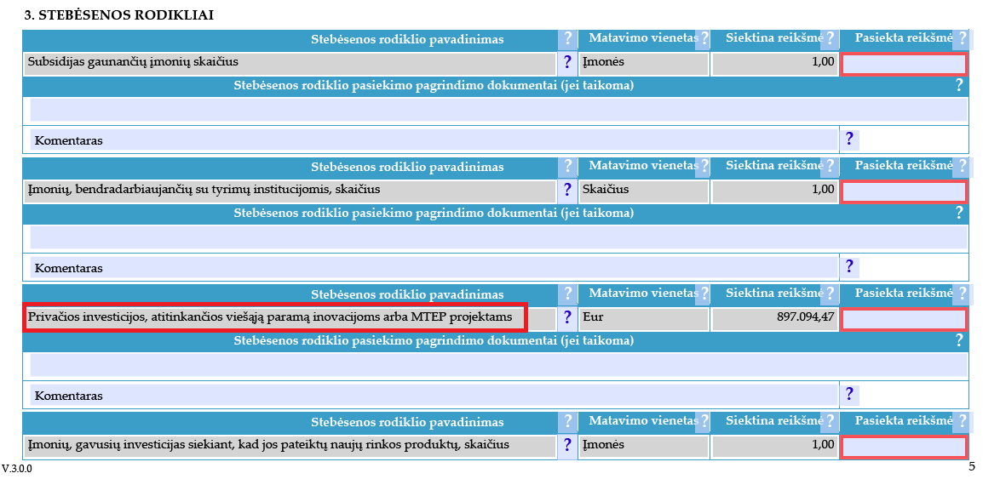 3. STEBĖSENOS RODIKLIAI
Stebėsenos rodiklio pavadinimas ? Matavimo vienetas ? Siektina reikšmė ? Pasiekta reikšmė ?
Subsidijas gaunančių įmonių skaičius ? Įmonės 1,00
Stebėsenos rodiklio pasiekimo pagrindimo dokumentai (jei taikoma) ?
Komentaras ?
Stebėsenos rodiklio pavadinimas ? Matavimo vienetas ? Siektina reikšmė ? Pasiekta reikšmė ?
Įmonių, bendradarbiaujančių su tyrimų institucijomis, skaičius ? Skaičius 1,00
Stebėsenos rodiklio pasiekimo pagrindimo dokumentai (jei taikoma) ?
Komentaras ?
Stebėsenos rodiklio pavadinimas ? Matavimo vienetas ? Siektina reikšmė ? Pasiekta reikšmė ?
Privačios investicijos, atitinkančios viešąją paramą inovacijoms arba MTEP projektams ? Eur 897.094,47
Stebėsenos rodiklio pasiekimo pagrindimo dokumentai (jei taikoma) ?
Komentaras ?
Stebėsenos rodiklio pavadinimas ? Matavimo vienetas ? Siektina reikšmė ? Pasiekta reikšmė ?
Įmonių, gavusių investicijas siekiant, kad jos pateiktų naujų rinkos produktų, skaičius ? Įmonės 1,00
V.3.0.0 5